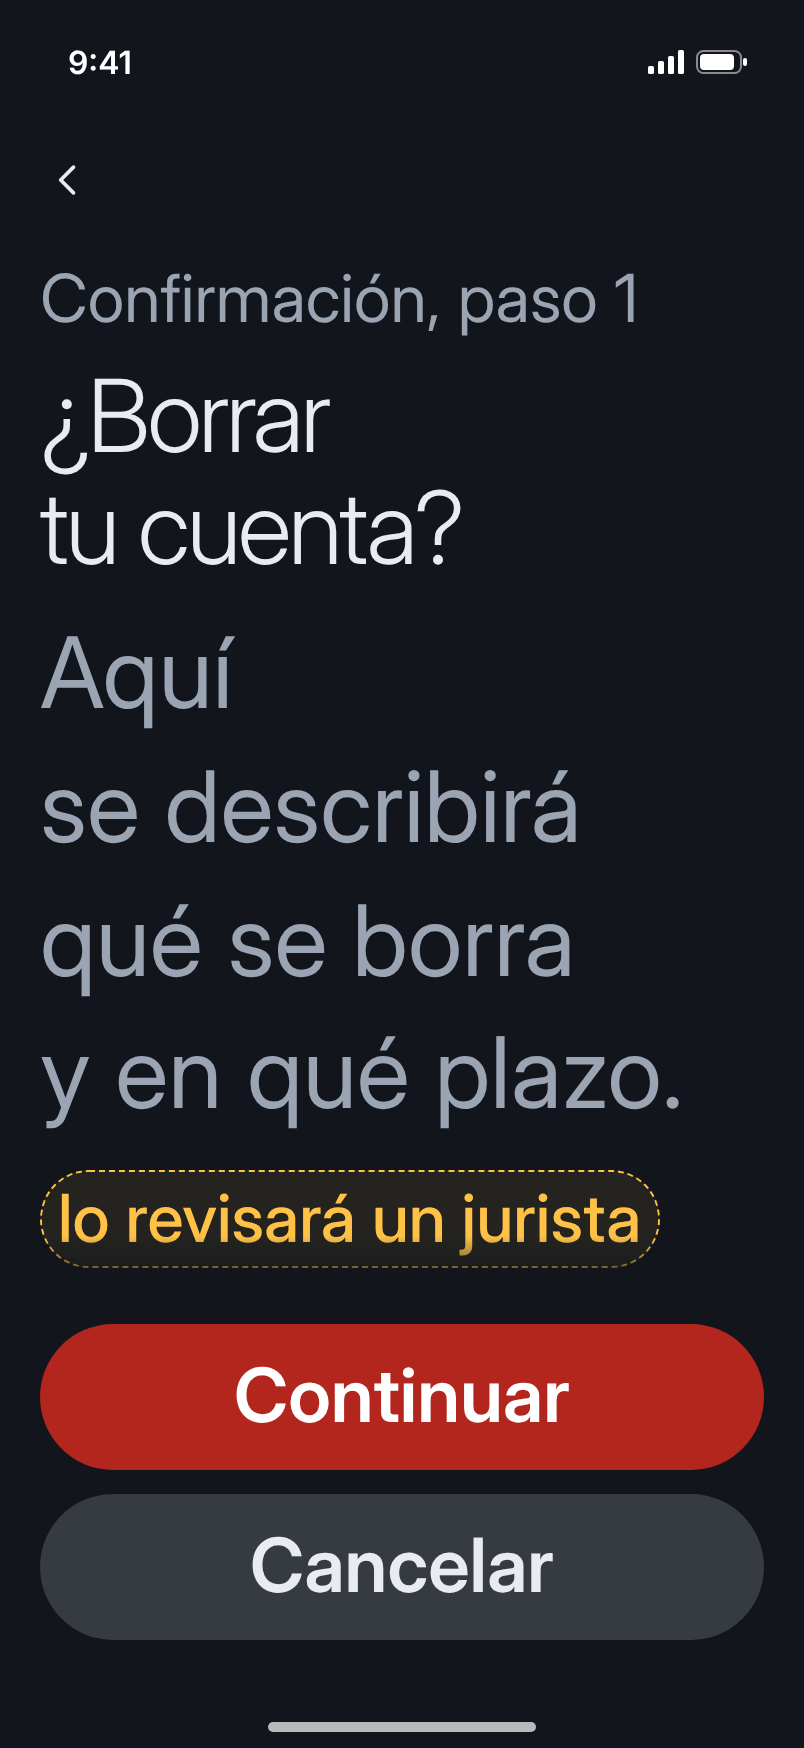 9:41
Confirmación, paso 1
¿Borrar
tu cuenta?
Aquí
se describirá
qué se borra
y en qué plazo.
lo revisará un jurista
Continuar
Cancelar